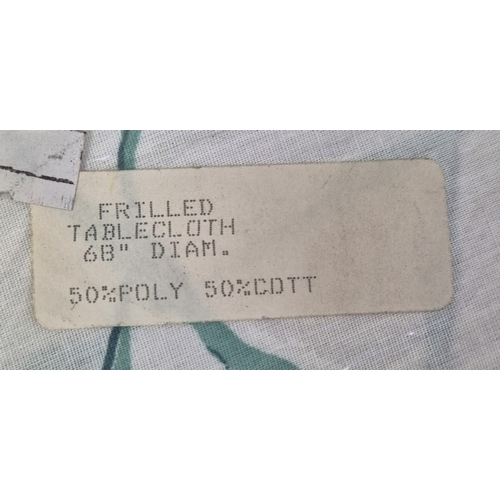 FRILLED
TABLECLOTH
68" DIAM.
50%POLY 50%COTT